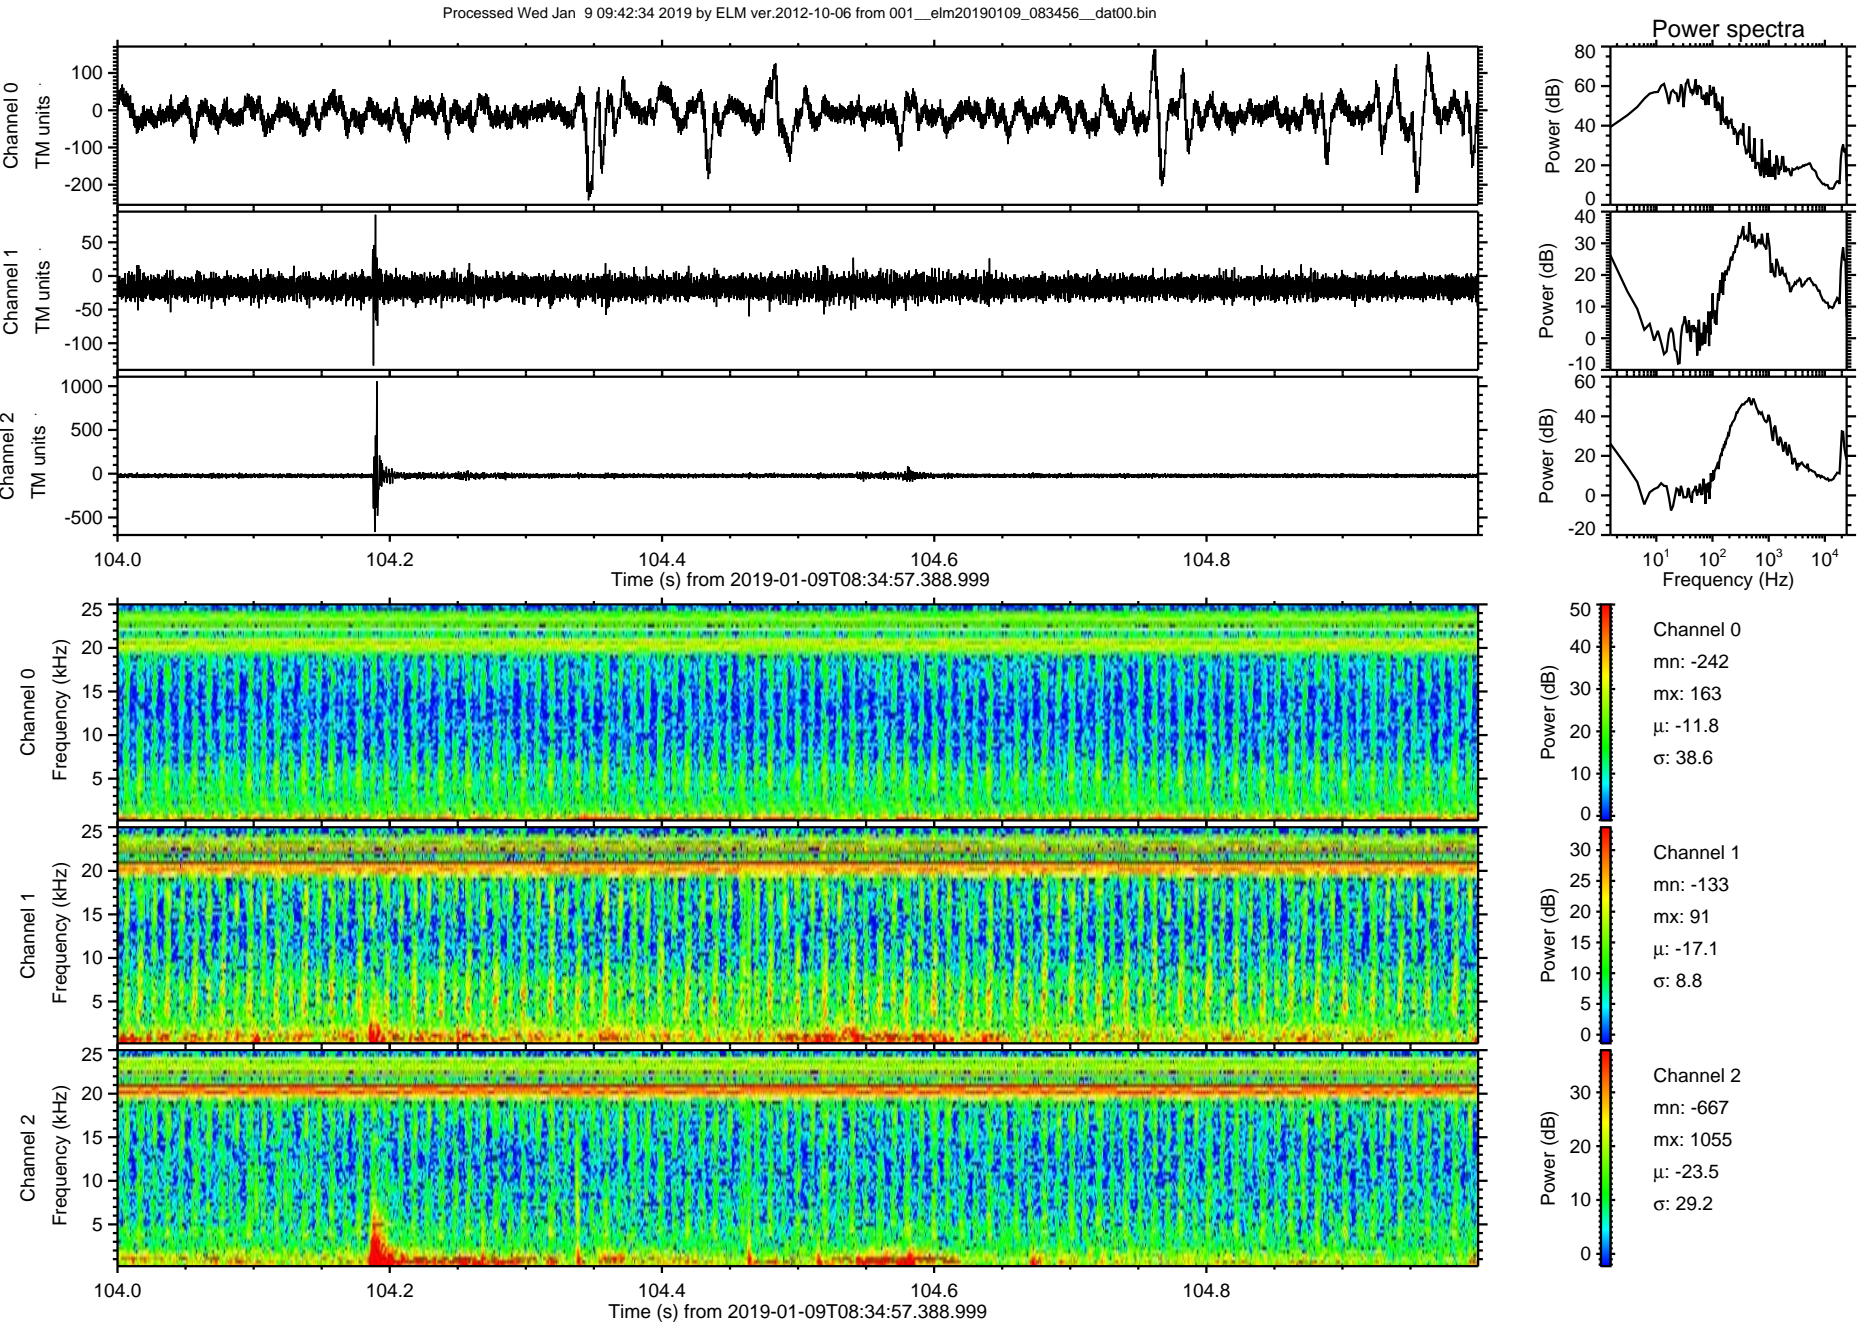 Processed Wed Jan  9 09:42:34 2019 by ELM ver.2012-10-06 from 001__elm20190109_083456__dat00.bin
Power spectra
Channel 0
TM units
100
0
-100
-200
Power (dB)
80
60
40
20
0
Channel 1
TM units
50
0
-50
-100
Power (dB)
40
30
20
10
0
-10
Channel 2
TM units
1000
500
0
-500
Power (dB)
60
40
20
0
-20
104.0 104.2 104.4 104.6 104.8
Time (s) from 2019-01-09T08:34:57.388.999
10¹ 10² 10³ 10⁴
Frequency (Hz)
Channel 0
Frequency (kHz)
25
20
15
10
5
Power (dB)
50
40
30
20
10
0
Channel 0
mn: -242
mx: 163
μ: -11.8
σ: 38.6
Channel 1
Frequency (kHz)
25
20
15
10
5
Power (dB)
30
25
20
15
10
5
0
Channel 1
mn: -133
mx: 91
μ: -17.1
σ: 8.8
Channel 2
Frequency (kHz)
25
20
15
10
5
Power (dB)
30
20
10
0
Channel 2
mn: -667
mx: 1055
μ: -23.5
σ: 29.2
104.0 104.2 104.4 104.6 104.8
Time (s) from 2019-01-09T08:34:57.388.999